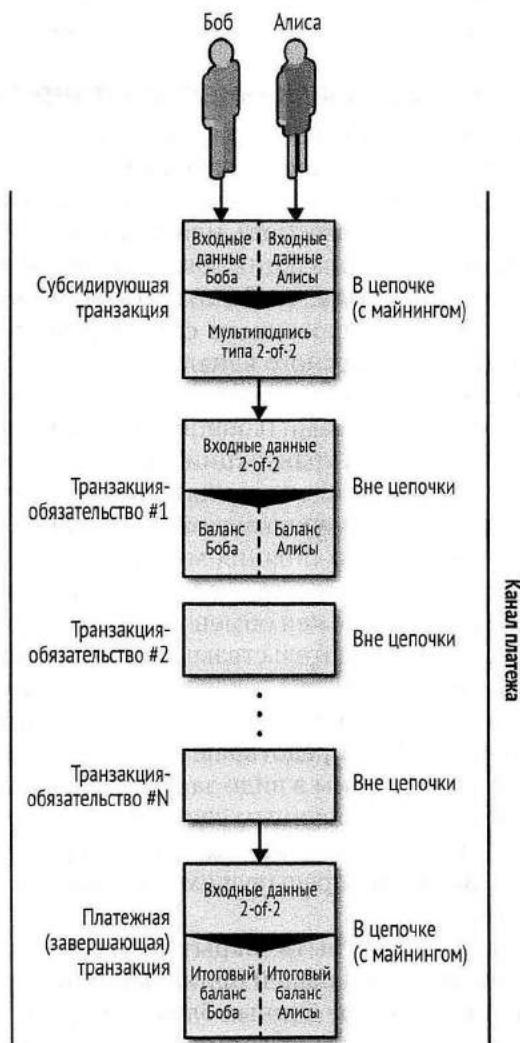 Боб
Алиса
Входные
данные
Боба
Входные
данные
Алисы
Субсидирующая
транзакция
Мультиподпись
типа 2-of-2
В цепочке
(с майнингом)
Входные данные
2-of-2
Транзакция-
обязательство #1
Баланс
Боба
Баланс
Алисы
Вне цепочки
Транзакция-
обязательство #2
Вне цепочки
Канал платежа
Транзакция-
обязательство #N
Вне цепочки
Входные данные
2-of-2
Платежная
(завершающая)
транзакция
Итоговый
баланс
Боба
Итоговый
баланс
Алисы
В цепочке
(с майнингом)